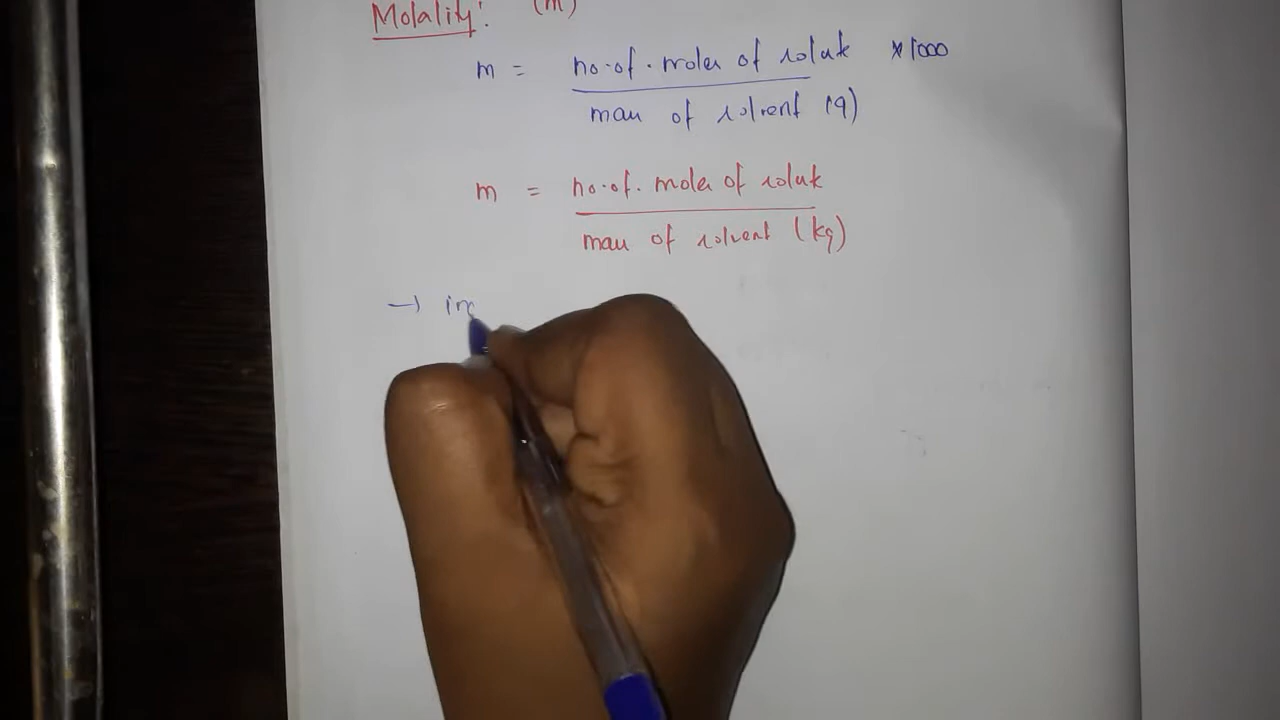 Molality: (m)
m = no. of. moles of solute × 1000
mass of solvent (g)
m = no. of. moles of solute
mass of solvent (kg)
→ in